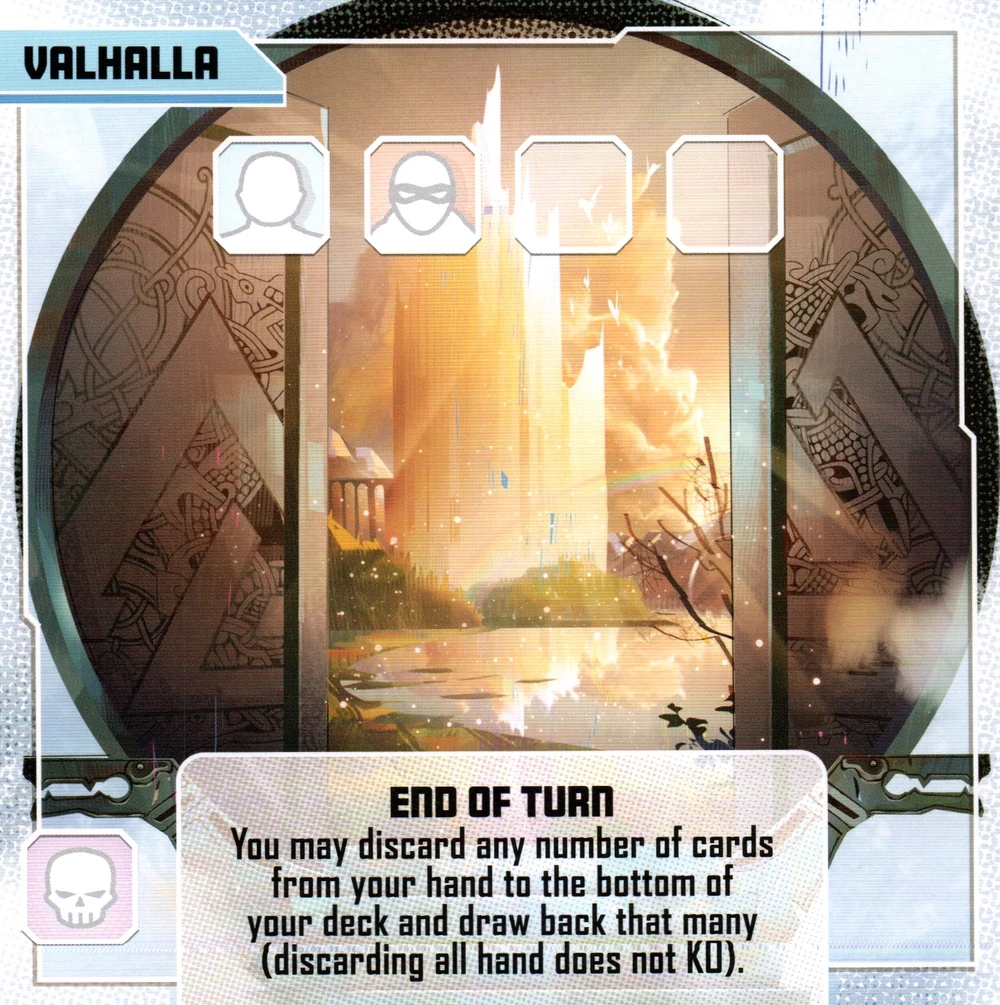 VALHALLA
END OF TURN
You may discard any number of cards
from your hand to the bottom of
your deck and draw back that many
(discarding all hand does not KO).